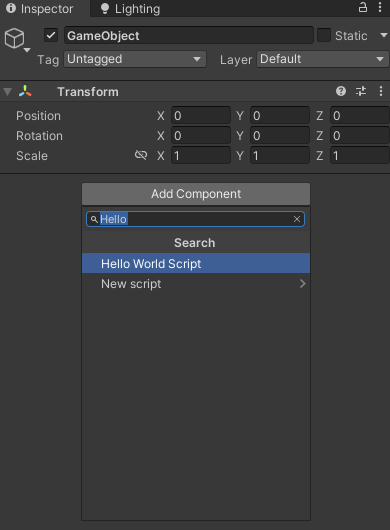 Inspector Lighting
GameObject Static
Tag Untagged Layer Default
Transform
Position X 0 Y 0 Z 0
Rotation X 0 Y 0 Z 0
Scale X 1 Y 1 Z 1
Add Component
Hello
Search
Hello World Script
New script